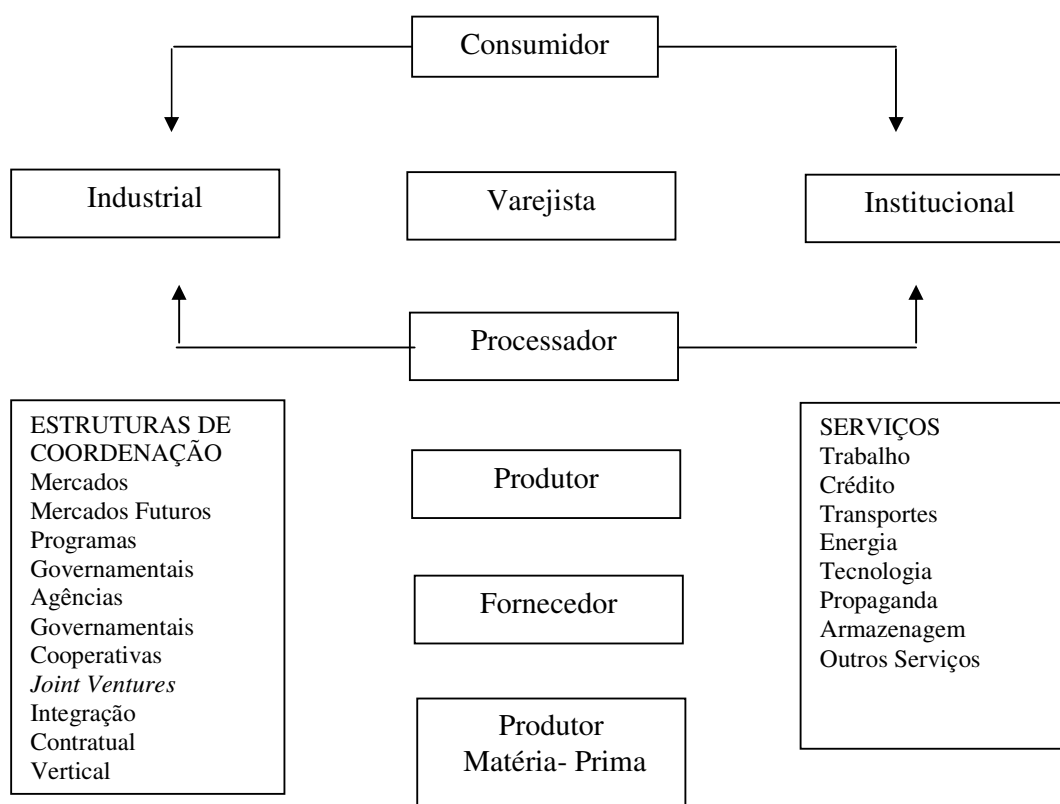 Consumidor
Industrial
Varejista
Institucional
Processador
ESTRUTURAS DE
COORDENAÇÃO
Mercados
Mercados Futuros
Programas
Governamentais
Agências
Governamentais
Cooperativas
Joint Ventures
Integração
Contratual
Vertical
Produtor
Fornecedor
Produtor
Matéria- Prima
SERVIÇOS
Trabalho
Crédito
Transportes
Energia
Tecnologia
Propaganda
Armazenagem
Outros Serviços